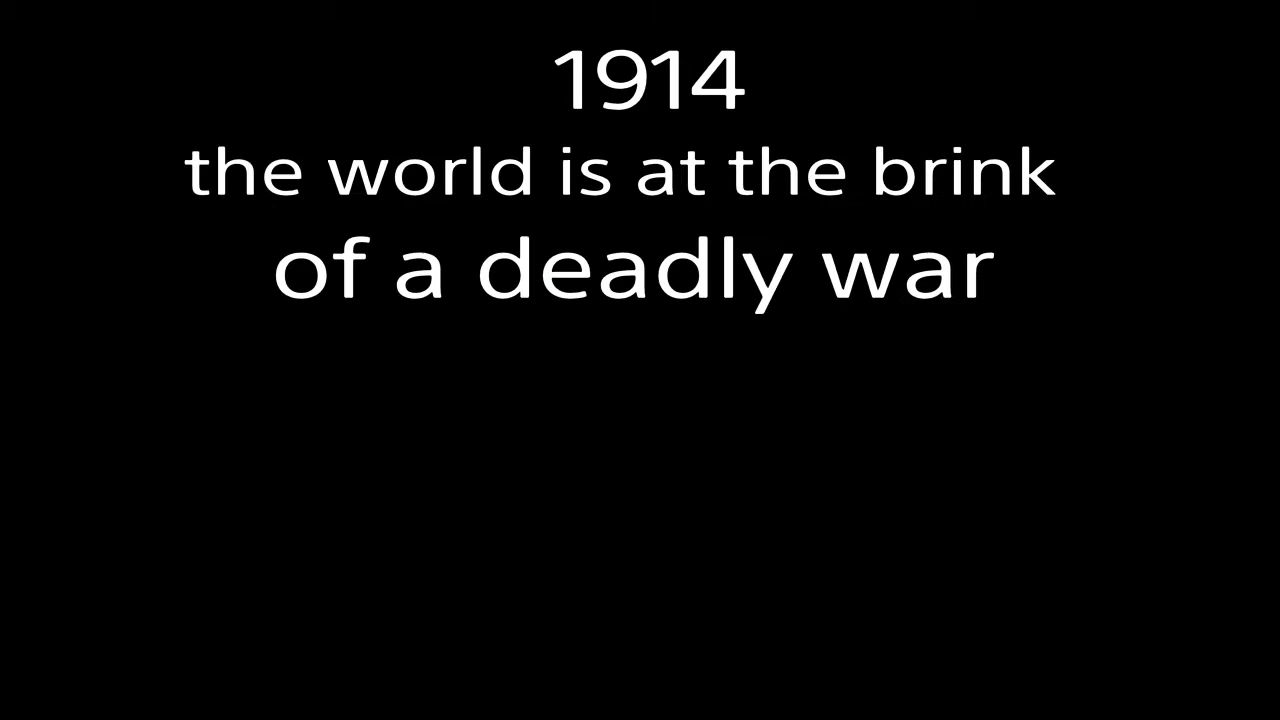 1914
the world is at the brink
of a deadly war